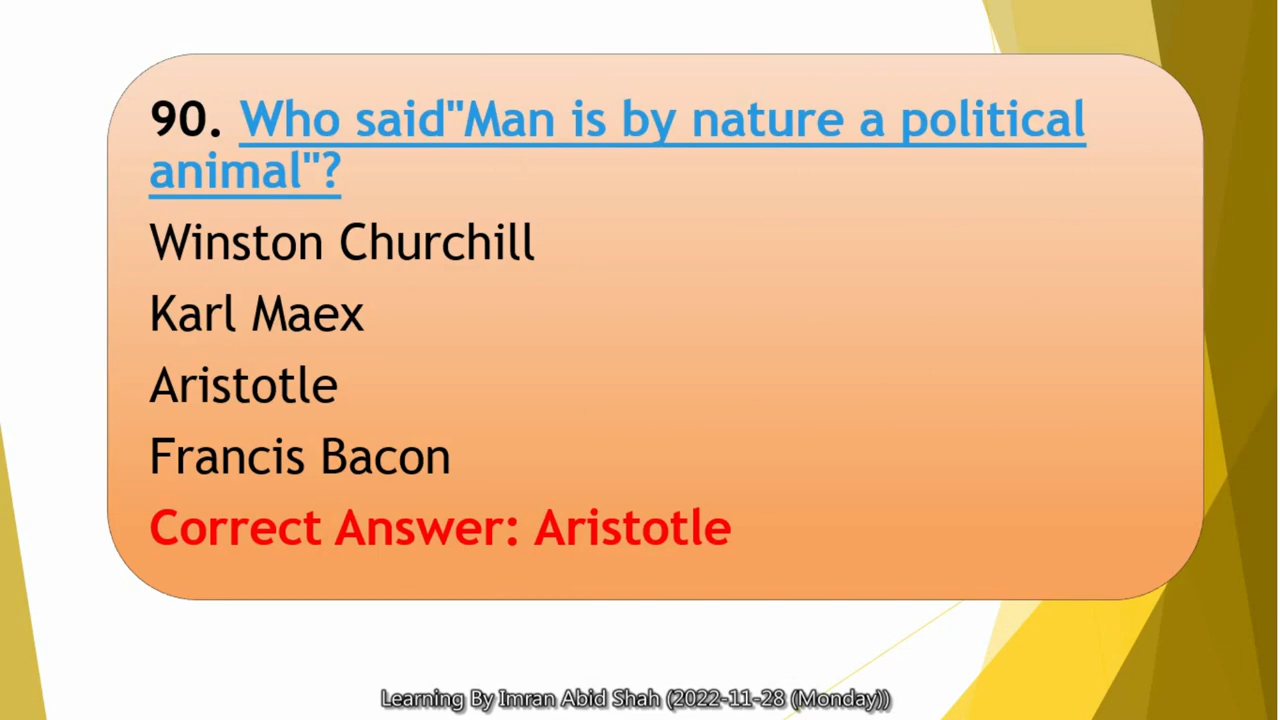 90. Who said"Man is by nature a political
animal"?
Winston Churchill
Karl Maex
Aristotle
Francis Bacon
Correct Answer: Aristotle
Learning By Imran Abid Shah (2022-11-28 (Monday))